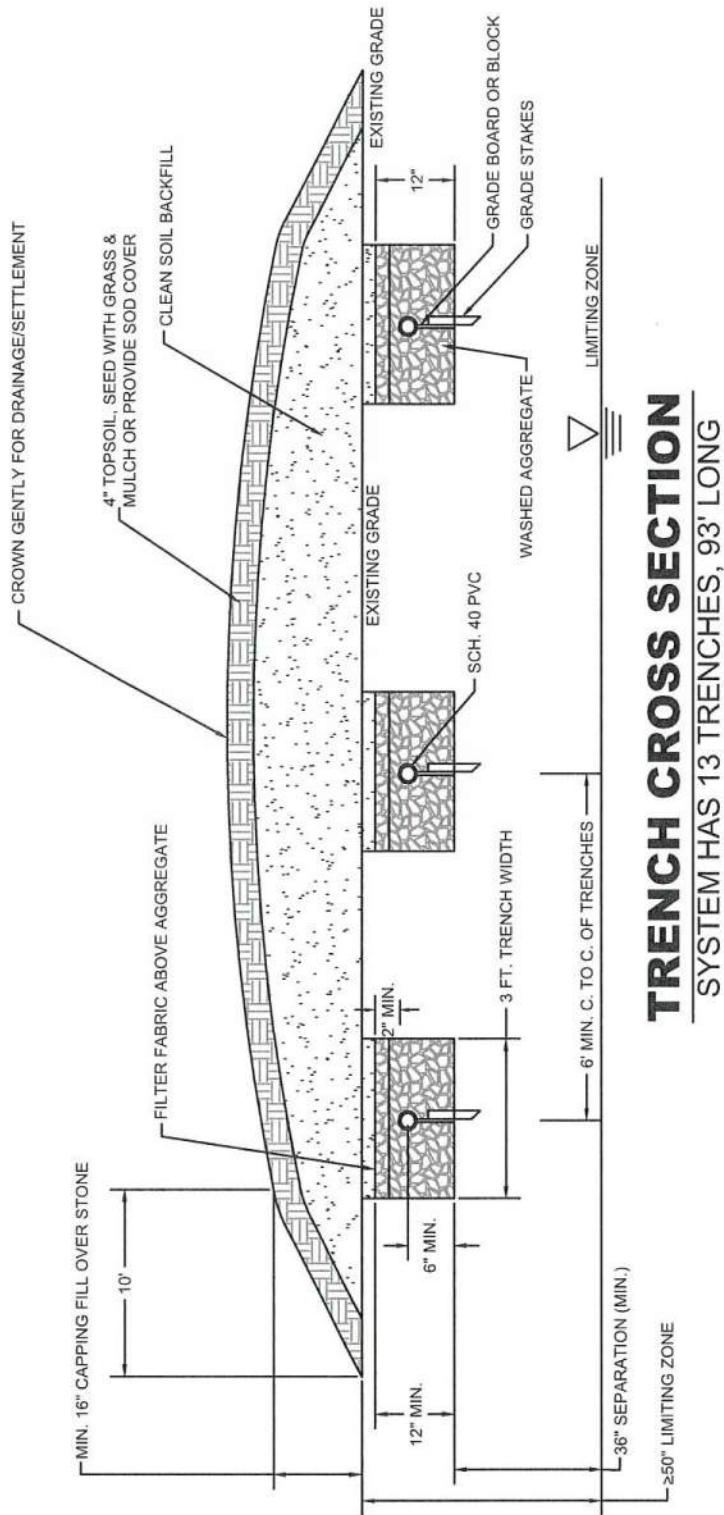 CROWN GENTLY FOR DRAINAGE/SETTLEMENT
4" TOPSOIL, SEED WITH GRASS &
MULCH OR PROVIDE SOD COVER
CLEAN SOIL BACKFILL
FILTER FABRIC ABOVE AGGREGATE
MIN. 16" CAPPING FILL OVER STONE
10'
EXISTING GRADE
EXISTING GRADE
2" MIN.
12"
12" MIN.
6" MIN.
3 FT. TRENCH WIDTH
SCH. 40 PVC
GRADE BOARD OR BLOCK
GRADE STAKES
WASHED AGGREGATE
6' MIN. C. TO C. OF TRENCHES
36" SEPARATION (MIN.)
≥50" LIMITING ZONE
LIMITING ZONE
TRENCH CROSS SECTION
SYSTEM HAS 13 TRENCHES, 93' LONG